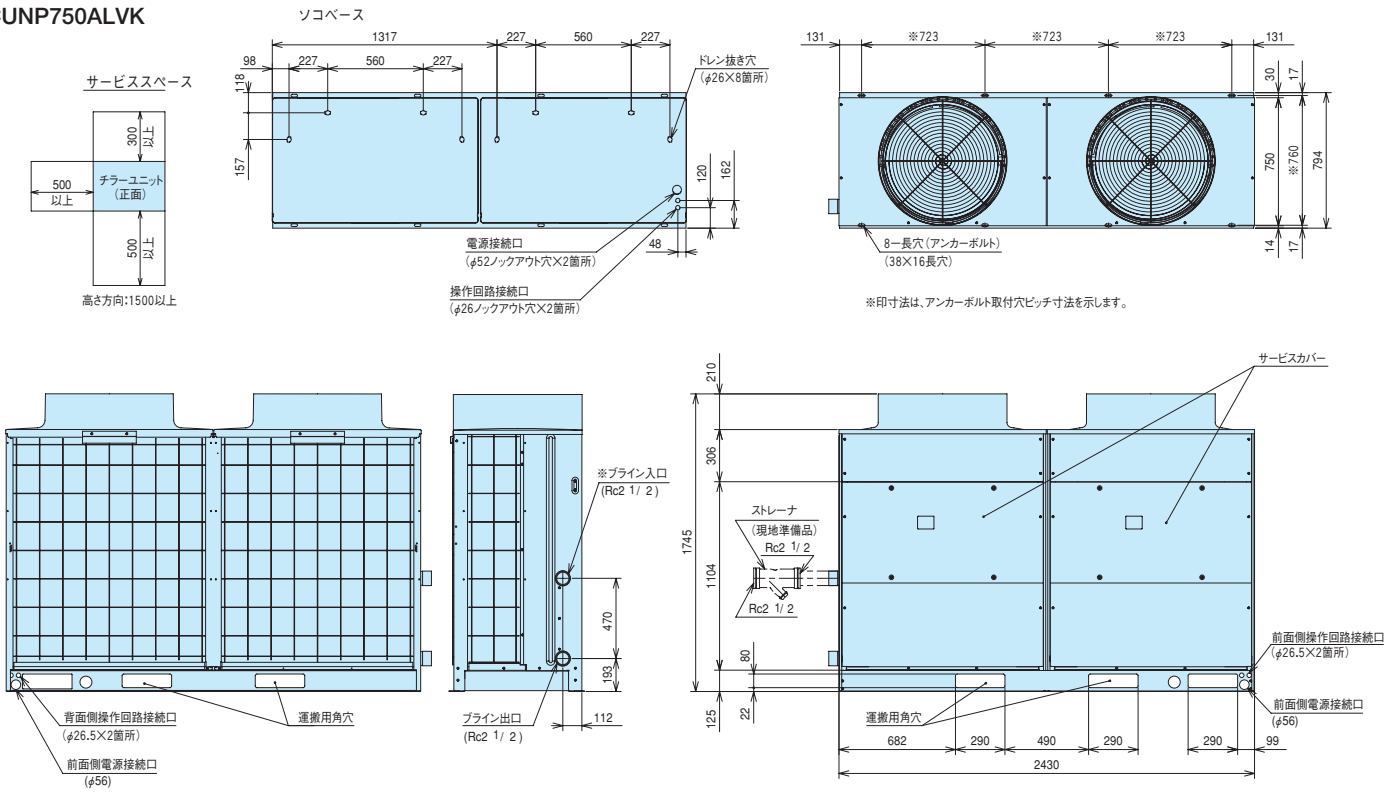 UNP750ALVK
ソコベース
1317
227
560
227
98
227
560
227
118
157
ドレン抜き穴
(φ26×8箇所)
120
162
48
電源接続口
(φ52ノックアウト穴×2箇所)
操作回路接続口
(φ26ノックアウト穴×2箇所)
サービススペース
300
以上
500
以上
チラーユニット
(正面)
500
以上
高さ方向:1500以上
131
※723
※723
※723
131
30
17
750
※760
794
14
17
8ー長穴(アンカーボルト)
(38×16長穴)
※印寸法は、アンカーボルト取付穴ピッチ寸法を示します。
背面側操作回路接続口
(φ26.5×2箇所)
前面側電源接続口
(φ56)
運搬用角穴
※ブライン入口
(Rc2 1/2)
470
193
ブライン出口
(Rc2 1/2)
112
サービスカバー
210
306
1745
1104
80
125
22
ストレーナ
(現地準備品)
Rc2 1/2
Rc2 1/2
前面側操作回路接続口
(φ26.5×2箇所)
前面側電源接続口
(φ56)
運搬用角穴
682
290
490
290
290
99
2430